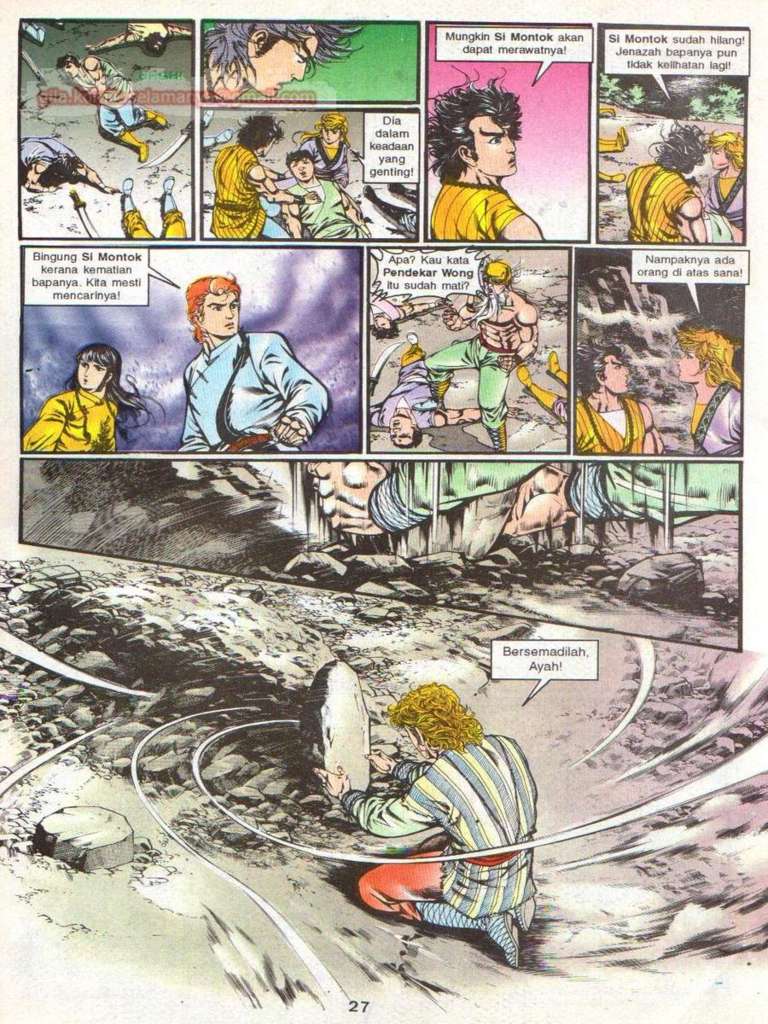 Dia
dalam
keadaan
yang
genting!
Mungkin Si Montok akan
dapat merawatnya!
Si Montok sudah hilang!
Jenazah bapanya pun
tidak kelihatan lagi!
Bingung Si Montok
kerana kematian
bapanya. Kita mesti
mencarinya!
Apa? Kau kata
Pendekar Wong
itu sudah mati?
Nampaknya ada
orang di atas sana!
Bersemadilah,
Ayah!
27